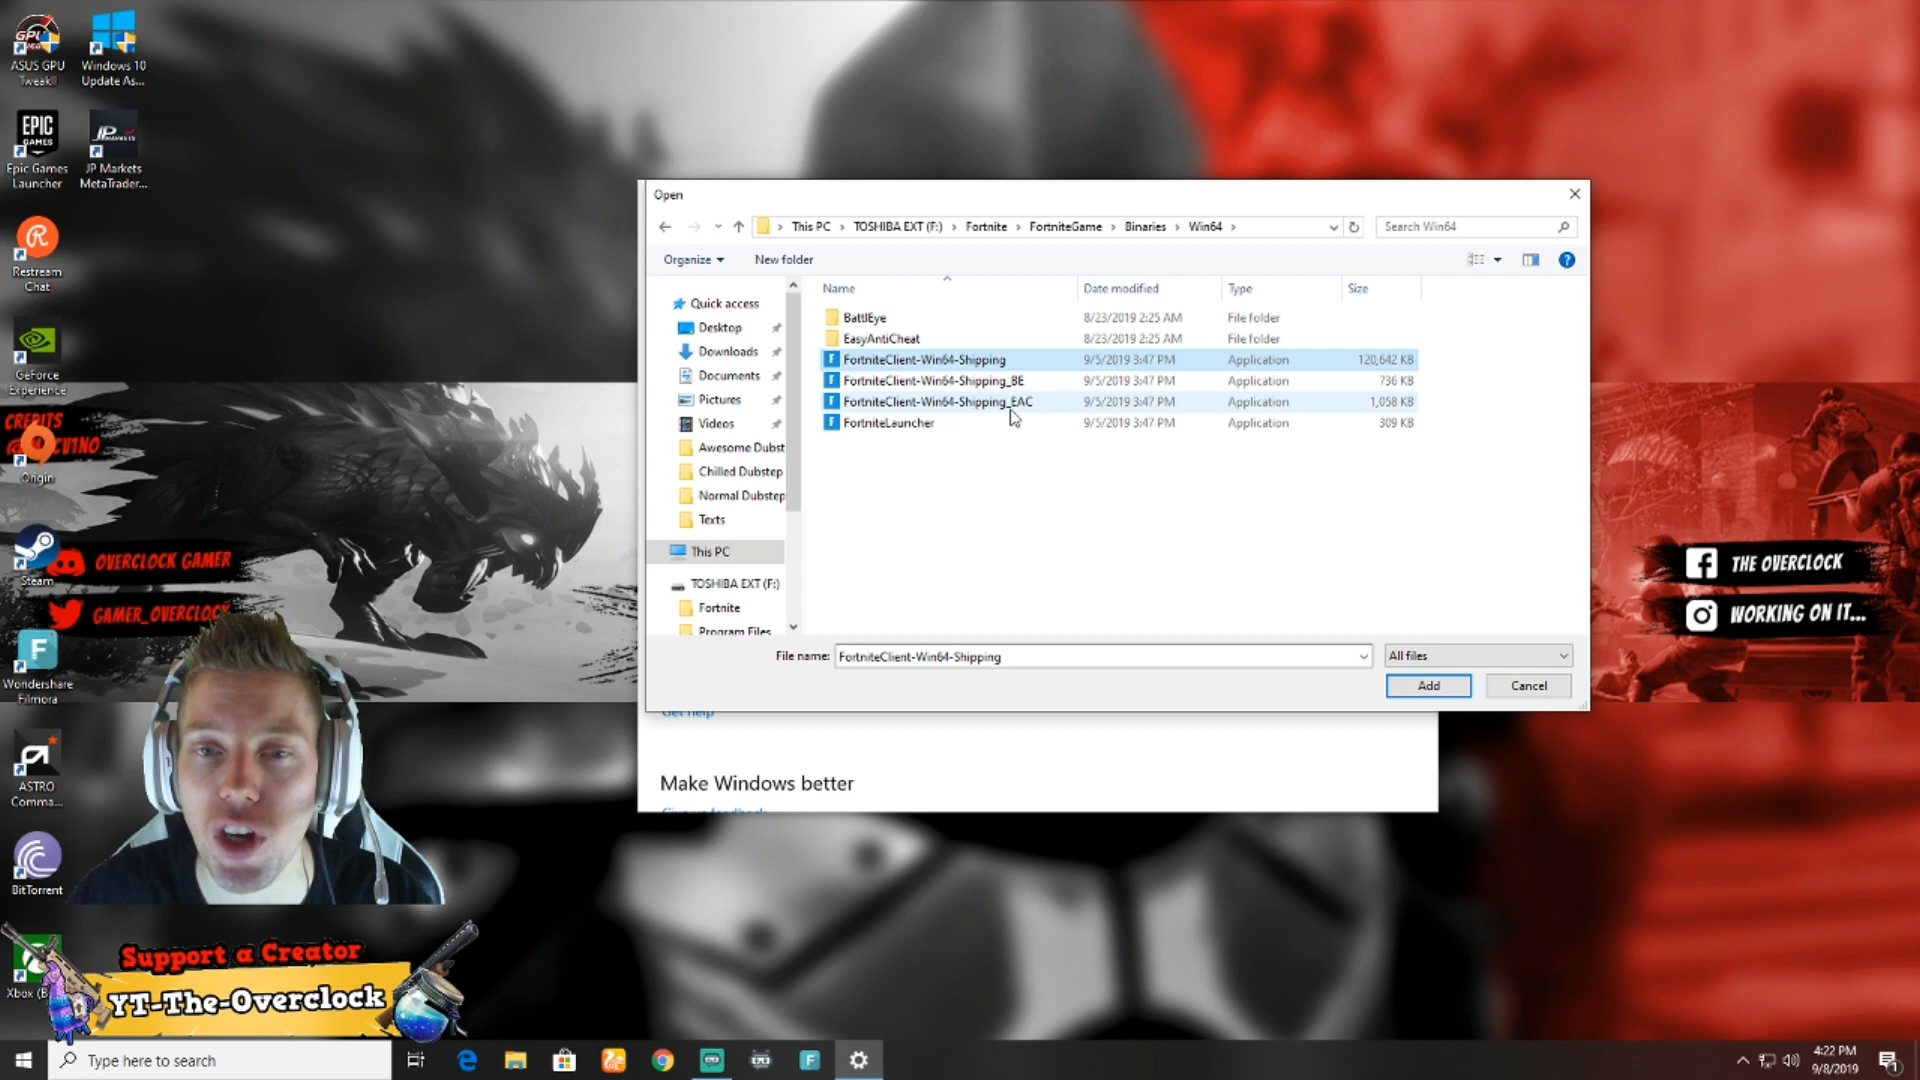 ASUS GPU
TweakII
Windows 10
Update As...
EPIC
GAMES
Epic Games
Launcher
JP Markets
MetaTrader...
Restream
Chat
GeForce
Experience
CREDITS
Origin
Steam
OVERCLOCK GAMER
GAMER_OVERCLOCK
Wondershare
Filmora
ASTRO
Comma...
BitTorrent
Xbox (B
Support a Creator
YT-The-Overclock
Open
This PC > TOSHIBA EXT (F:) > Fortnite > FortniteGame > Binaries > Win64 >
Search Win64
Organize
New folder
Name Date modified Type Size
Quick access
Desktop
Downloads
Documents
Pictures
Videos
Awesome Dubst
Chilled Dubstep
Normal Dubstep
Texts
This PC
TOSHIBA EXT (F:)
Fortnite
Program Files
BattlEye 8/23/2019 2:25 AM File folder
EasyAntiCheat 8/23/2019 2:25 AM File folder
FortniteClient-Win64-Shipping 9/5/2019 3:47 PM Application 120,642 KB
FortniteClient-Win64-Shipping_BE 9/5/2019 3:47 PM Application 736 KB
FortniteClient-Win64-Shipping_EAC 9/5/2019 3:47 PM Application 1,058 KB
FortniteLauncher 9/5/2019 3:47 PM Application 309 KB
File name: FortniteClient-Win64-Shipping
All files
Add
Cancel
Get help
Make Windows better
THE OVERCLOCK
WORKING ON IT...
Type here to search
4:22 PM
9/8/2019